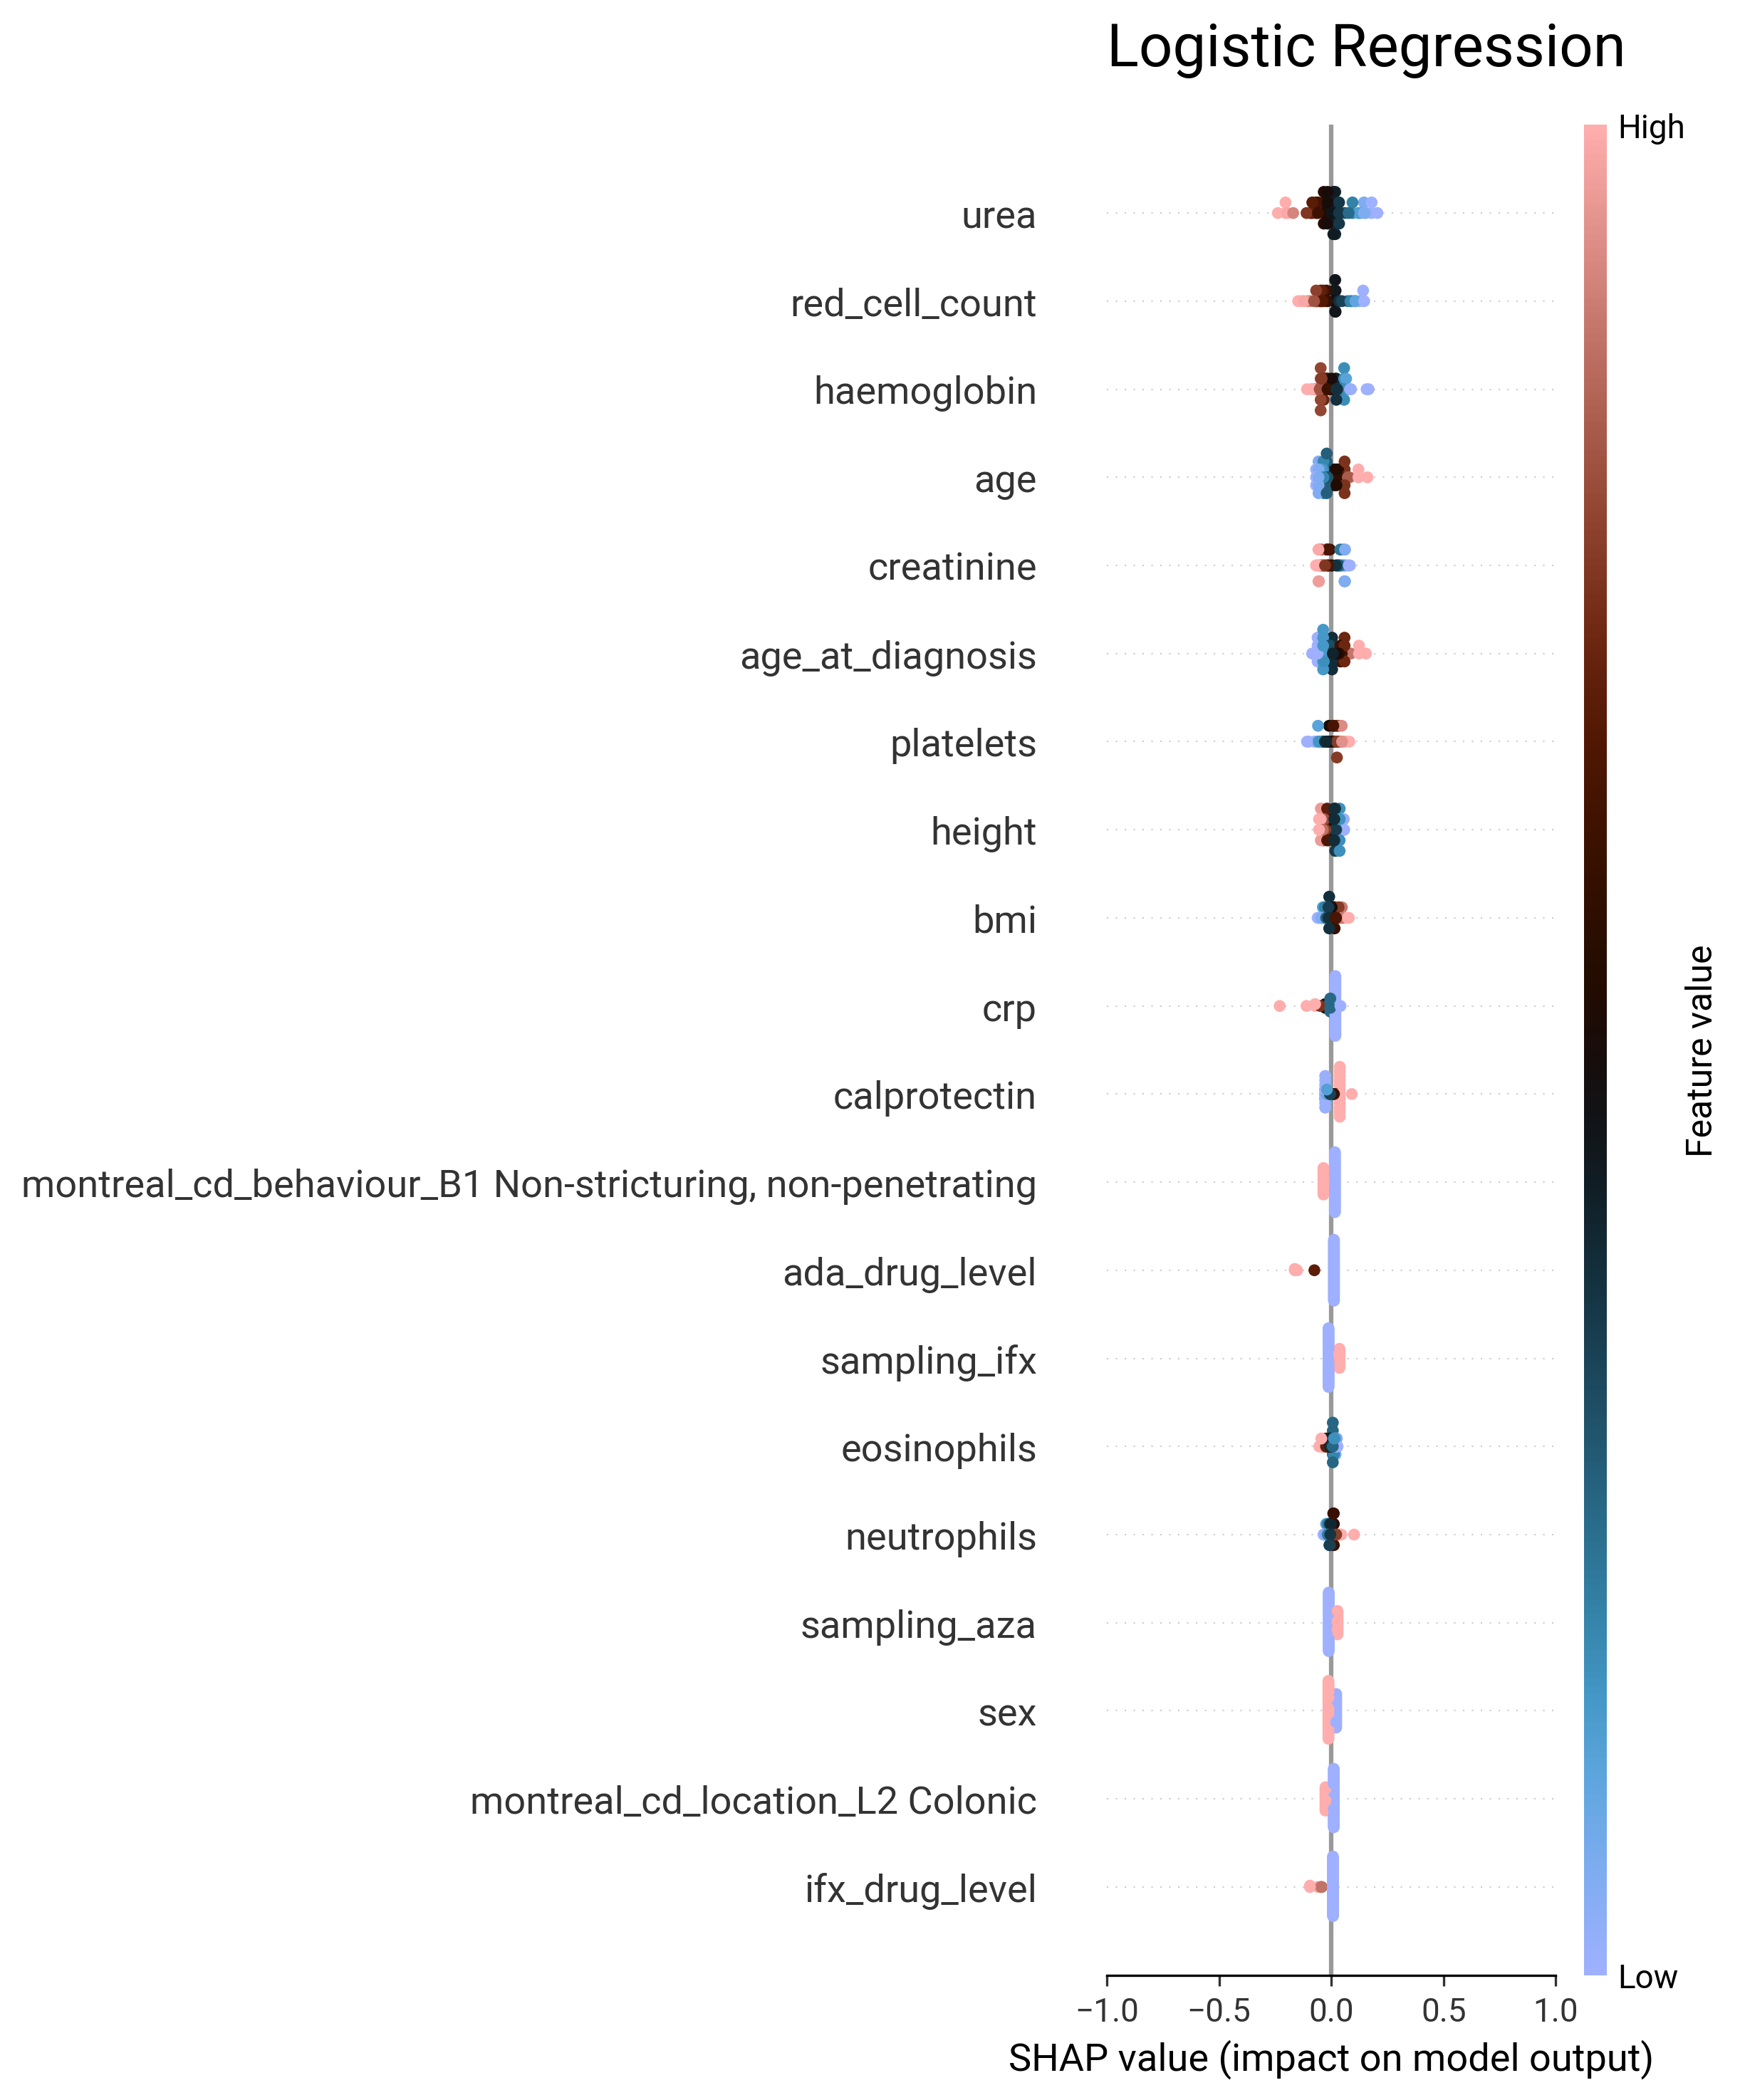 Logistic Regression
High
urea
red_cell_count
haemoglobin
age
creatinine
age_at_diagnosis
platelets
height
bmi
crp
calprotectin
montreal_cd_behaviour_B1 Non-stricturing, non-penetrating
ada_drug_level
sampling_ifx
eosinophils
neutrophils
sampling_aza
sex
montreal_cd_location_L2 Colonic
ifx_drug_level
Feature value
Low
−1.0 −0.5 0.0 0.5 1.0
SHAP value (impact on model output)